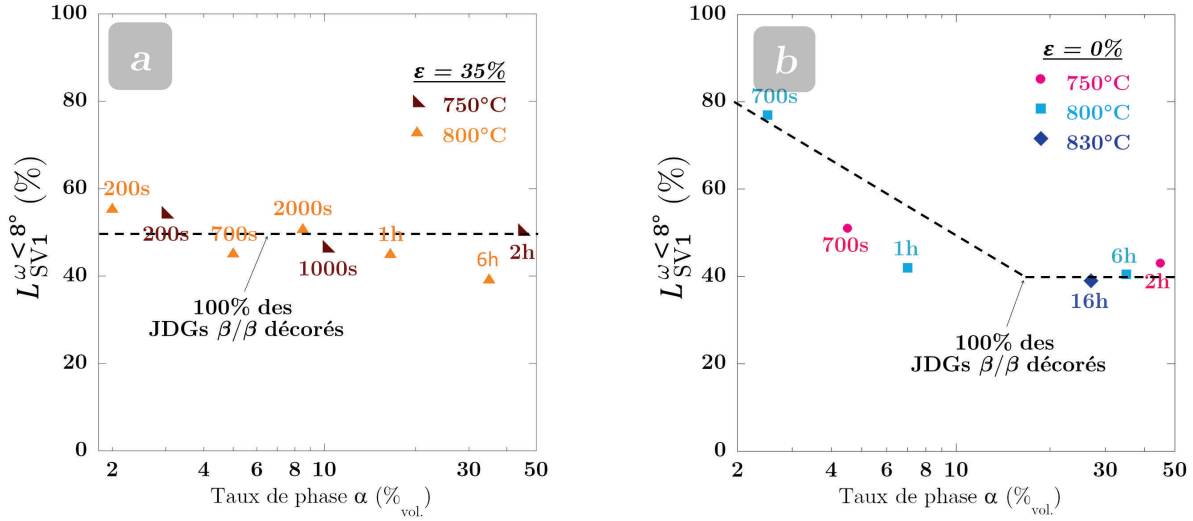 a
ε = 35%
750°C
800°C
100
80
60
40
20
0
L_SV1^ω<8° (%)
200s
200s
700s
2000s
1000s
1h
6h
2h
100% des
JDGs β/β décorés
2
4
6
8
10
30
50
Taux de phase α (%vol.)
b
ε = 0%
750°C
800°C
830°C
100
80
60
40
20
0
L_SV1^ω<8° (%)
700s
700s
1h
6h
2h
16h
100% des
JDGs β/β décorés
2
4
6
8
10
30
50
Taux de phase α (%vol.)